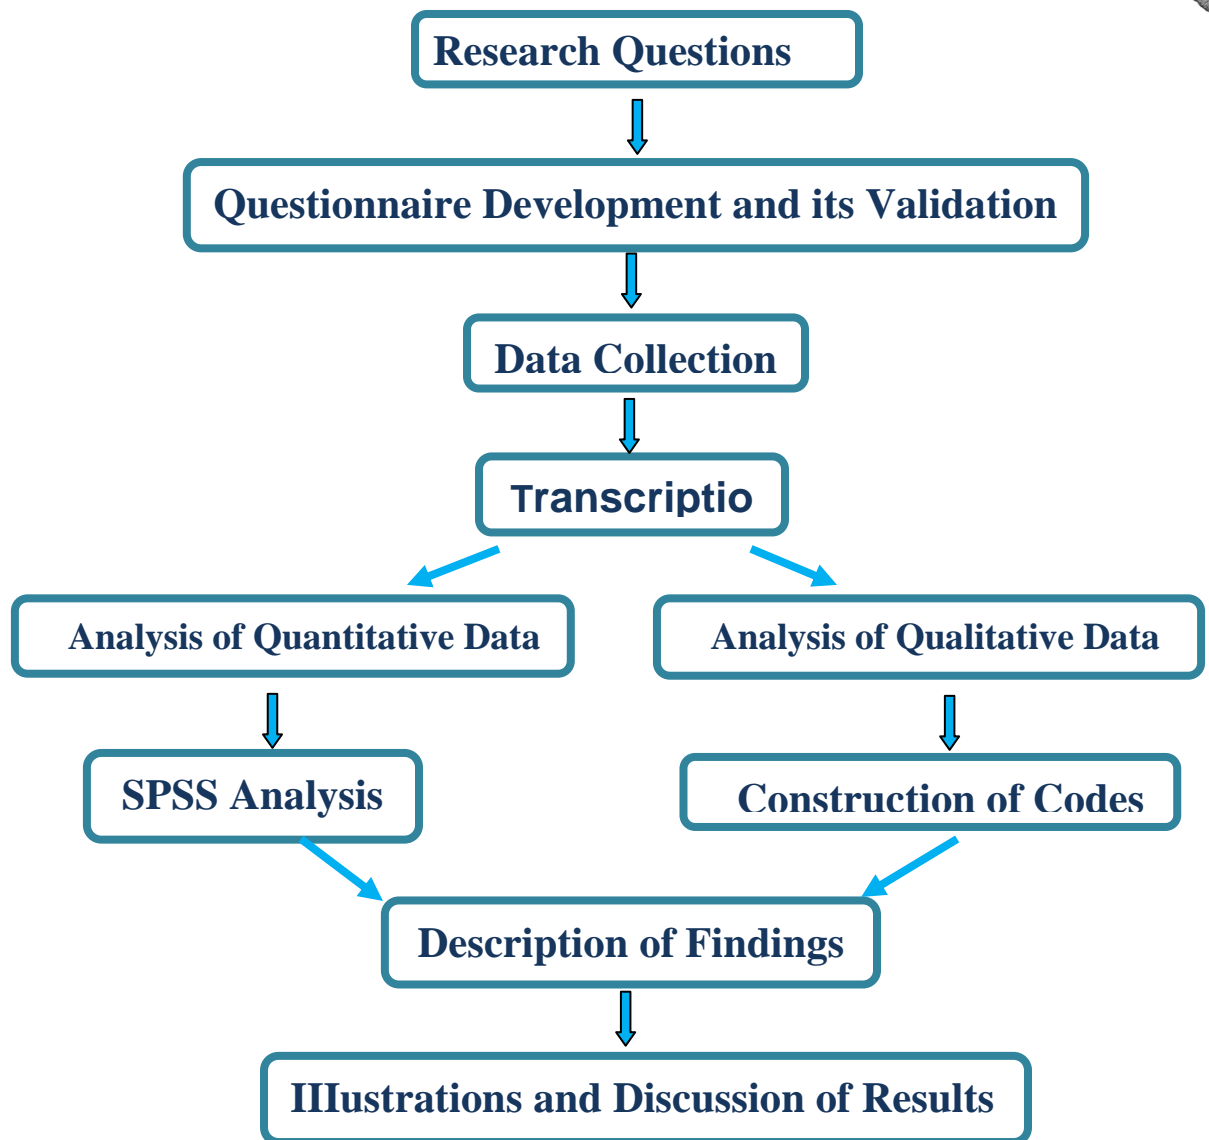 Research Questions
Questionnaire Development and its Validation
Data Collection
Transcriptio
Analysis of Quantitative Data
Analysis of Qualitative Data
SPSS Analysis
Construction of Codes
Description of Findings
IIIustrations and Discussion of Results